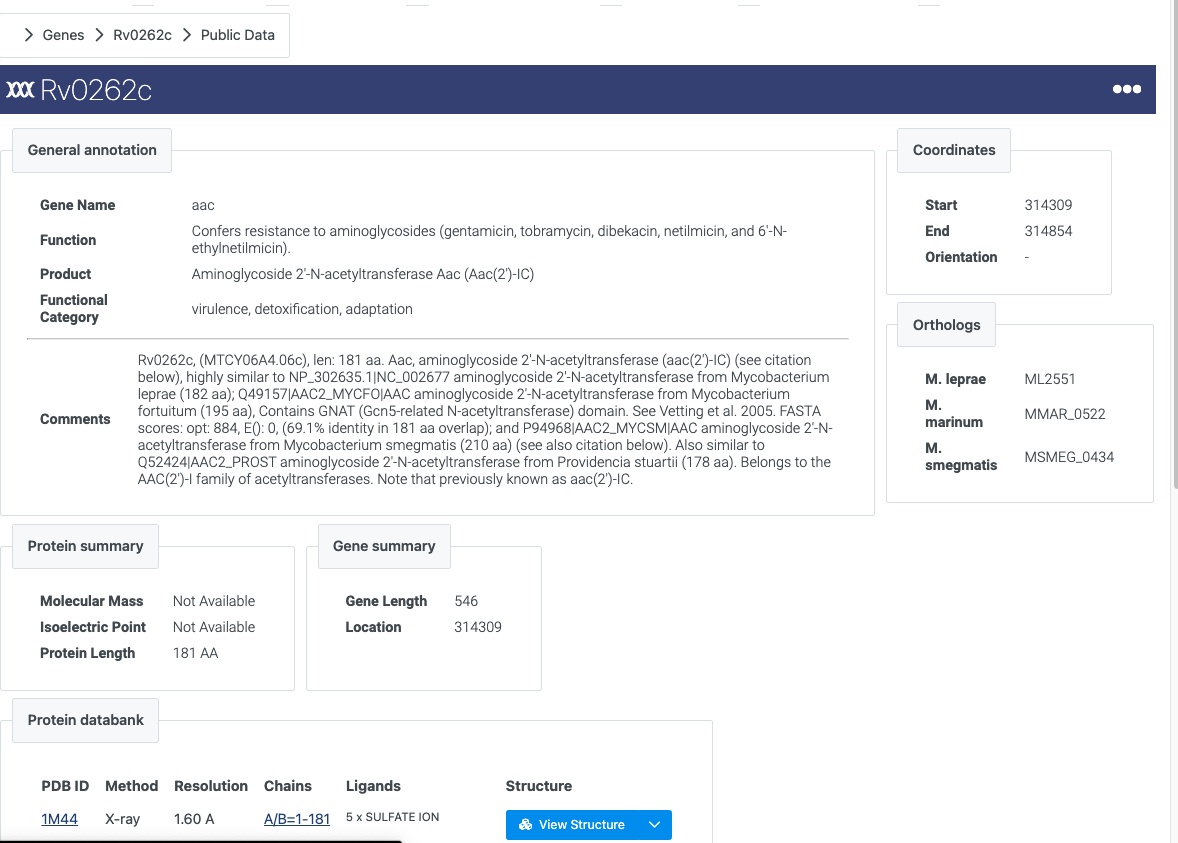 Genes
Rv0262c
Public Data
Rv0262c
General annotation
Gene Name
aac
Function
Confers resistance to aminoglycosides (gentamicin, tobramycin, dibekacin, netilmicin, and 6'-N-
ethylnetilmicin).
Product
Aminoglycoside 2'-N-acetyltransferase Aac (Aac(2')-IC)
Functional
Category
virulence, detoxification, adaptation
Comments
Rv0262c, (MTCY06A4.06c), len: 181 aa. Aac, aminoglycoside 2'-N-acetyltransferase (aac(2')-IC) (see citation
below), highly similar to NP_302635.1|NC_002677 aminoglycoside 2'-N-acetyltransferase from Mycobacterium
leprae (182 aa); Q49157|AAC2_MYCFO|AAC aminoglycoside 2'-N-acetyltransferase from Mycobacterium
fortuitum (195 aa), Contains GNAT (Gcn5-related N-acetyltransferase) domain. See Vetting et al. 2005. FASTA
scores: opt: 884, E(): 0, (69.1% identity in 181 aa overlap); and P94968|AAC2_MYCSM|AAC aminoglycoside 2'-N-
acetyltransferase from Mycobacterium smegmatis (210 aa) (see also citation below). Also similar to
Q52424|AAC2_PROST aminoglycoside 2'-N-acetyltransferase from Providencia stuartii (178 aa). Belongs to the
AAC(2')-I family of acetyltransferases. Note that previously known as aac(2')-IC.
Coordinates
Start 314309
End 314854
Orientation -
Orthologs
M. leprae ML2551
M.
marinum
MMAR_0522
M.
smegmatis
MSMEG_0434
Protein summary
Molecular Mass Not Available
Isoelectric Point Not Available
Protein Length 181 AA
Gene summary
Gene Length 546
Location 314309
Protein databank
PDB ID Method Resolution Chains Ligands Structure
1M44 X-ray 1.60 A A/B=1-181 5 x SULFATE ION View Structure